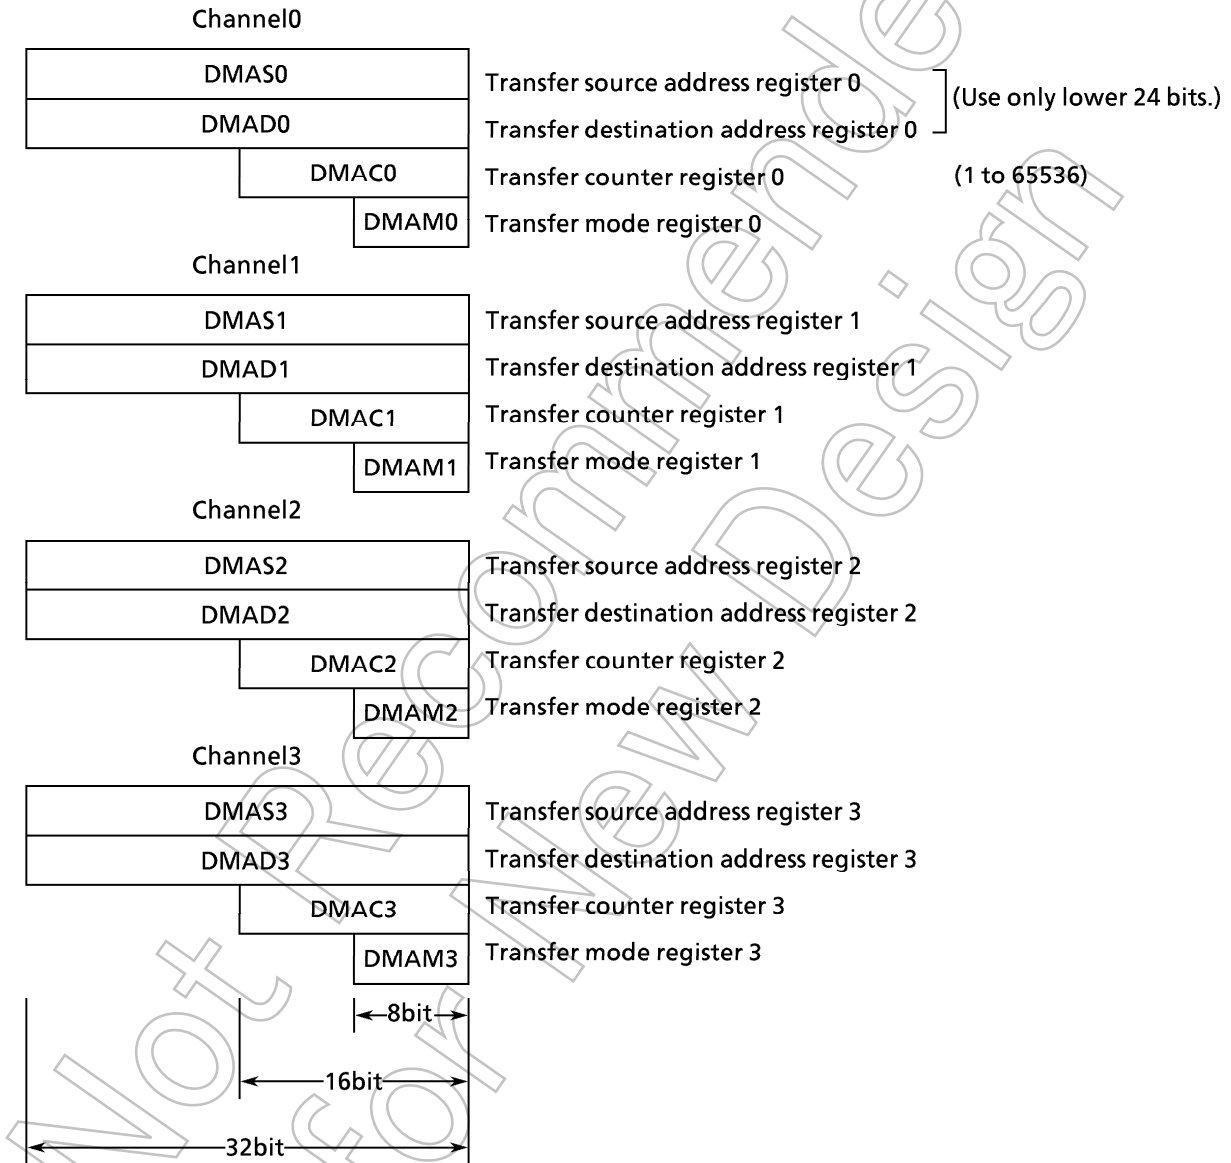 Channel0
DMAS0 Transfer source address register 0 (Use only lower 24 bits.)
DMAD0 Transfer destination address register 0
DMAC0 Transfer counter register 0 (1 to 65536)
DMAM0 Transfer mode register 0
Channel1
DMAS1 Transfer source address register 1
DMAD1 Transfer destination address register 1
DMAC1 Transfer counter register 1
DMAM1 Transfer mode register 1
Channel2
DMAS2 Transfer source address register 2
DMAD2 Transfer destination address register 2
DMAC2 Transfer counter register 2
DMAM2 Transfer mode register 2
Channel3
DMAS3 Transfer source address register 3
DMAD3 Transfer destination address register 3
DMAC3 Transfer counter register 3
DMAM3 Transfer mode register 3
8bit
16bit
32bit
Not Recommende
for New Design